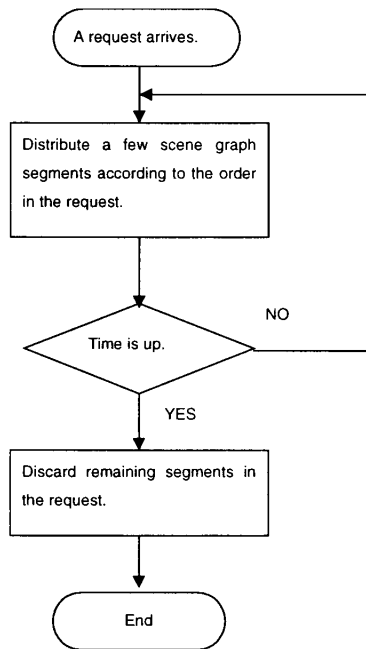 A request arrives.
Distribute a few scene graph
segments according to the order
in the request.
NO
Time is up.
YES
Discard remaining segments in
the request.
End